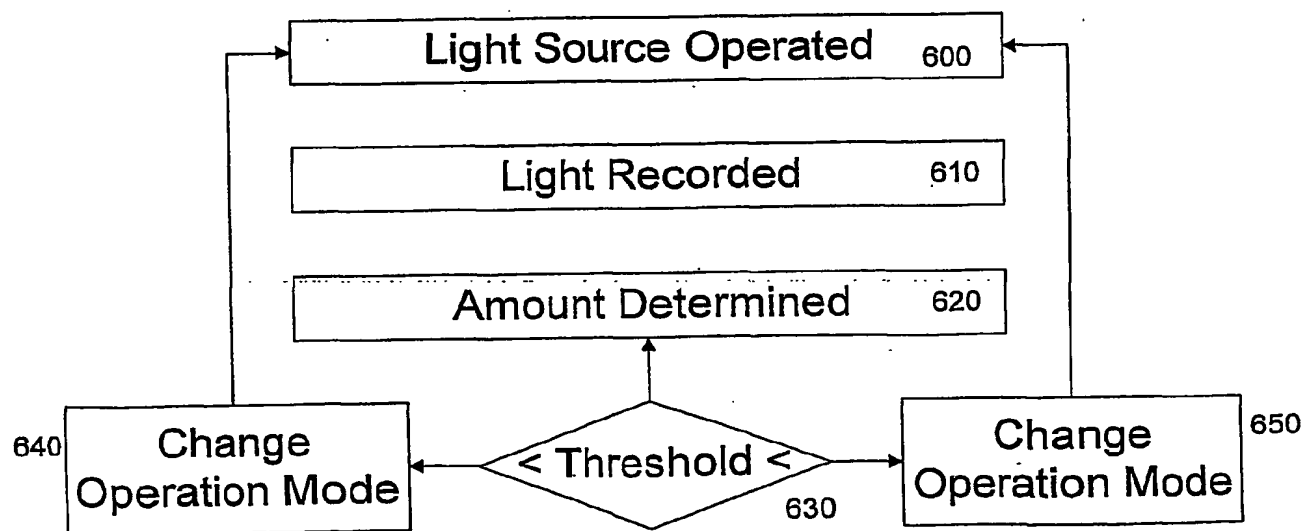 Light Source Operated 600
Light Recorded 610
Amount Determined 620
640 Change
Operation Mode
< Threshold <
630
Change 650
Operation Mode